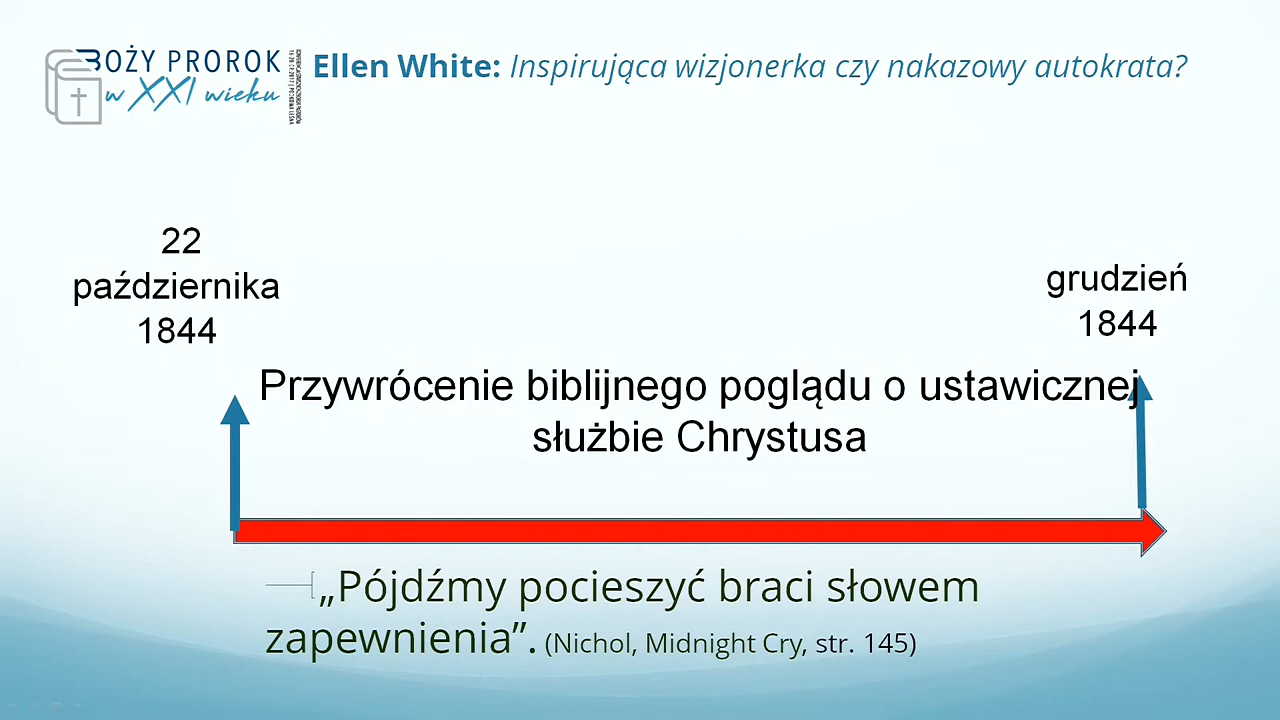 BOŻY PROROK
w XXI wieku
Ellen White: Inspirująca wizjonerka czy nakazowy autokrata?
22
października
1844
grudzień
1844
Przywrócenie biblijnego poglądu o ustawicznej
służbie Chrystusa
„Pójdźmy pocieszyć braci słowem
zapewnienia”. (Nichol, Midnight Cry, str. 145)